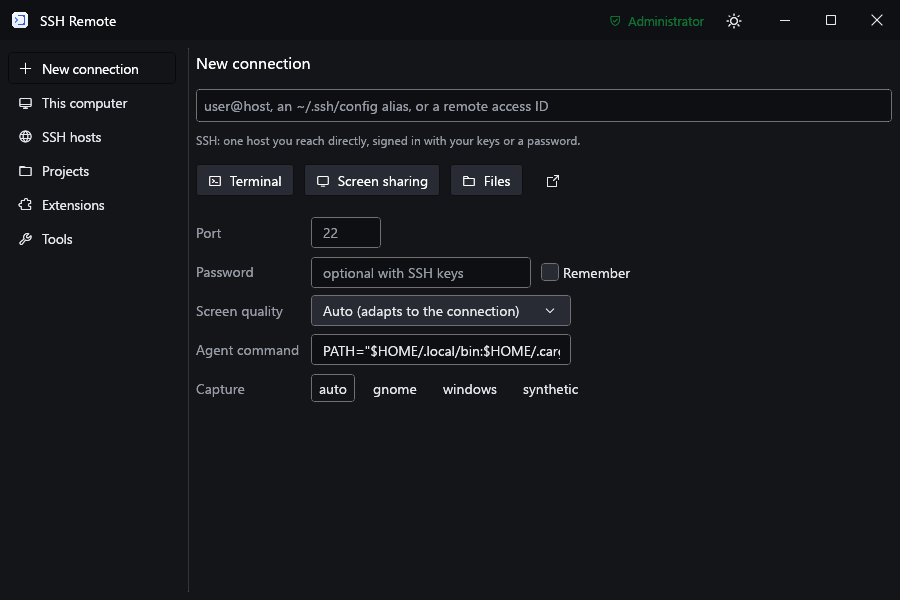 SSH Remote
Administrator
New connection
This computer
SSH hosts
Projects
Extensions
Tools
New connection
user@host, an ~/.ssh/config alias, or a remote access ID
SSH: one host you reach directly, signed in with your keys or a password.
Terminal
Screen sharing
Files
Port
22
Password
optional with SSH keys
Remember
Screen quality
Auto (adapts to the connection)
Agent command
PATH="$HOME/.local/bin:$HOME/.carg
Capture
auto
gnome
windows
synthetic